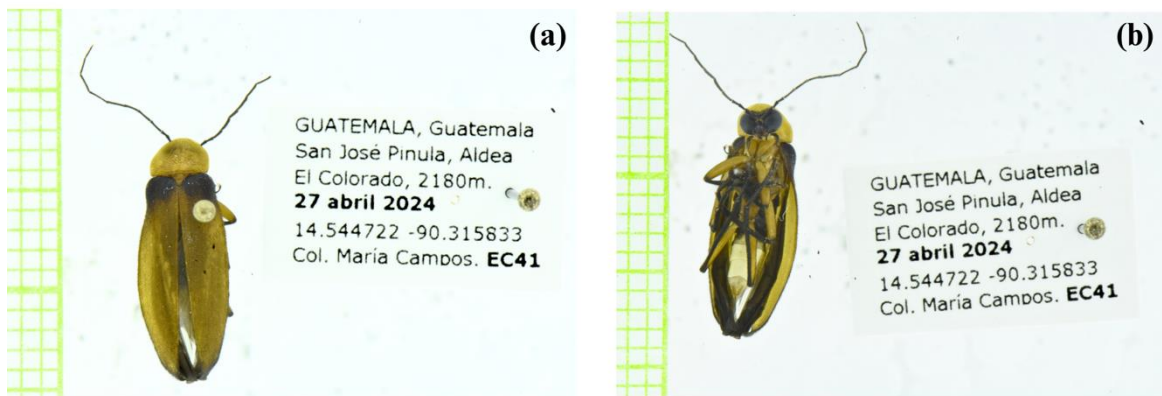 (a)
GUATEMALA, Guatemala
San José Pinula, Aldea
El Colorado, 2180m.
27 abril 2024
14.544722 -90.315833
Col. María Campos. EC41
(b)
GUATEMALA, Guatemala
San José Pinula, Aldea
El Colorado, 2180m.
27 abril 2024
14.544722 -90.315833
Col. María Campos. EC41